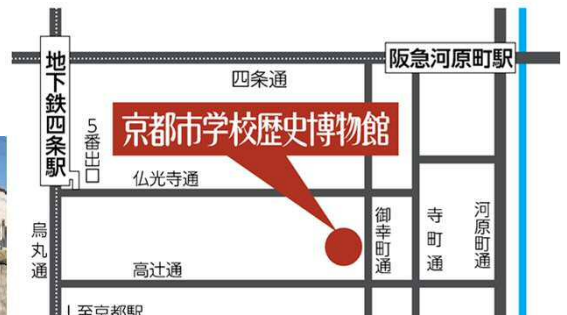 地下鉄四条駅
阪急河原町駅
四条通
5番出口
京都市学校歴史博物館
仏光寺通
烏丸通
御幸町通
寺町通
河原町通
高辻通
至京都駅